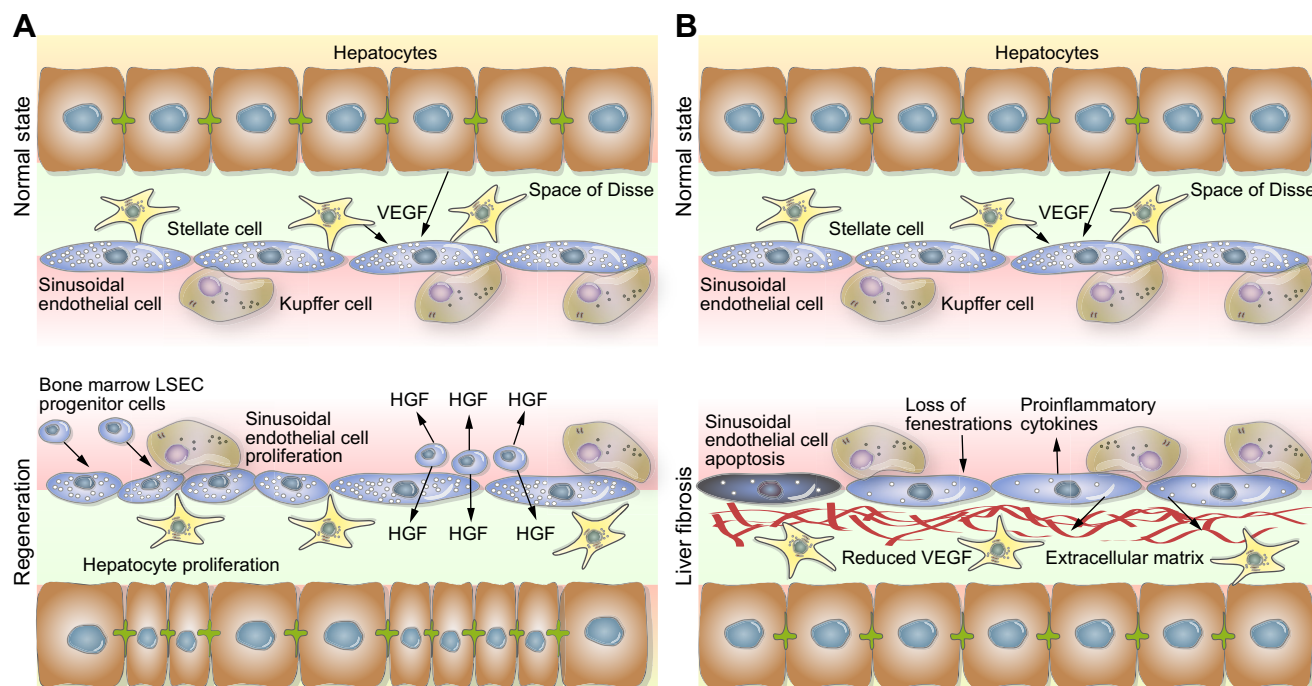 A
Hepatocytes
Normal state
Space of Disse
VEGF
Stellate cell
Sinusoidal
endothelial cell
Kupffer cell
Bone marrow LSEC
progenitor cells
Sinusoidal
endothelial cell
proliferation
HGF
HGF
HGF
Regeneration
HGF
HGF
HGF
Hepatocyte proliferation
B
Hepatocytes
Normal state
Space of Disse
VEGF
Stellate cell
Sinusoidal
endothelial cell
Kupffer cell
Sinusoidal
endothelial cell
apoptosis
Loss of
fenestrations
Proinflammatory
cytokines
Liver fibrosis
Reduced VEGF
Extracellular matrix